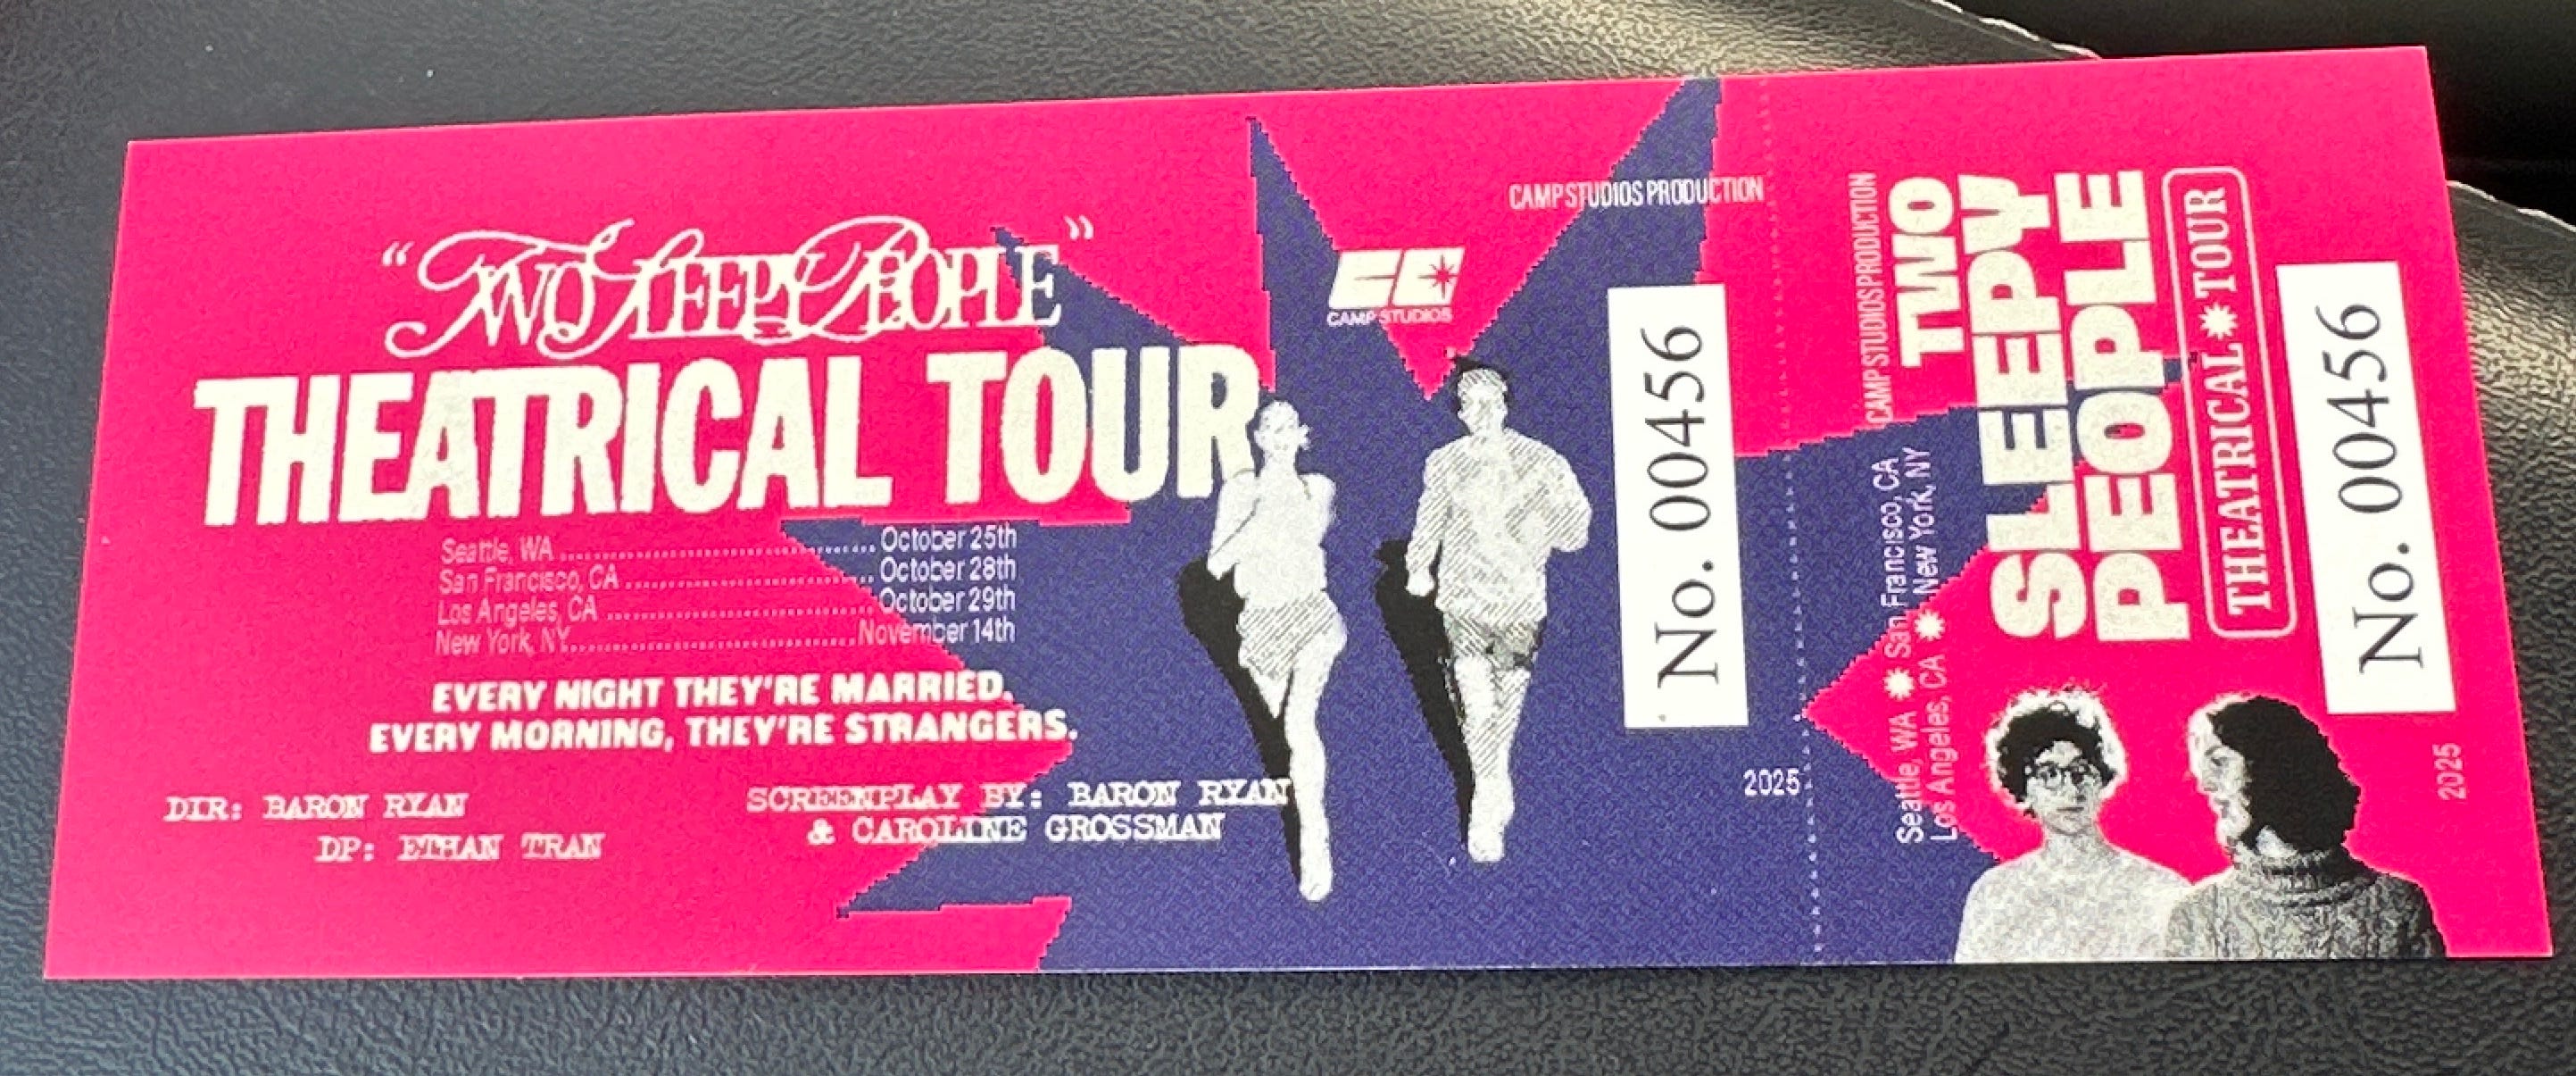 "TWO SLEEPY PEOPLE"
THEATRICAL TOUR
Seattle, WA .......................................... October 25th
San Francisco, CA ................................. October 28th
Los Angeles, CA .................................... October 29th
New York, NY....................................... November 14th
EVERY NIGHT THEY'RE MARRIED.
EVERY MORNING, THEY'RE STRANGERS.
DIR: BARON RYAN
DP: ETHAN TRAN
SCREENPLAY BY: BARON RYAN
& CAROLINE GROSSMAN
CAMP STUDIOS PRODUCTION
CAMP STUDIOS
No. 00456
2025
CAMP STUDIOS PRODUCTION
TWO
SLEEPY
PEOPLE
THEATRICAL TOUR
Seattle, WA San Francisco, CA
Los Angeles, CA New York, NY
No. 00456
2025